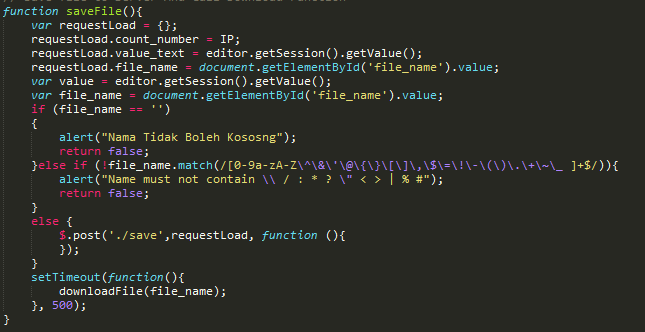 function saveFile(){
var requestLoad = {};
requestLoad.count_number = IP;
requestLoad.value_text = editor.getSession().getValue();
requestLoad.file_name = document.getElementById('file_name').value;
var value = editor.getSession().getValue();
var file_name = document.getElementById('file_name').value;
if (file_name == '')
{
alert("Nama Tidak Boleh Kososng");
return false;
}else if (!file_name.match(/[0-9a-zA-Z\^\&\'\@\{\}\[\]\,\$\=\!\-\(\)\.\+\~\_ ]+$/)){
alert("Name must not contain \\ / : * ? \" < > | % #");
return false;
}
else {
$.post('./save',requestLoad, function (){
});
}
setTimeout(function(){
downloadFile(file_name);
}, 500);
}